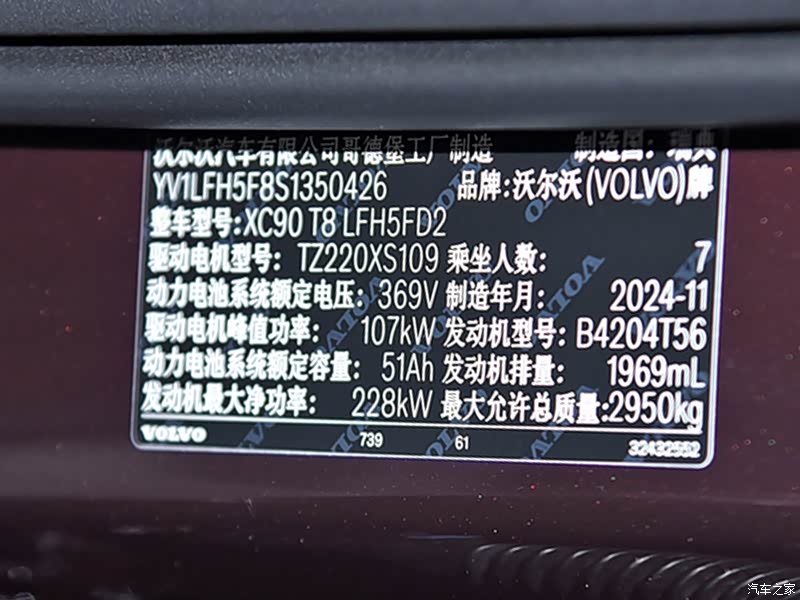 沃尔沃汽车有限公司哥德堡工厂制造 制造国：瑞典
YV1LFH5F8S1350426 品牌:沃尔沃(VOLVO)牌
整车型号:XC90 T8 LFH5FD2
驱动电机型号: TZ220XS109 乘坐人数: 7
动力电池系统额定电压: 369V 制造年月: 2024-11
驱动电机峰值功率: 107kW 发动机型号: B4204T56
动力电池系统额定容量: 51Ah 发动机排量: 1969mL
发动机最大净功率: 228kW 最大允许总质量:2950kg
VOLVO 739 61 32432552
汽车之家